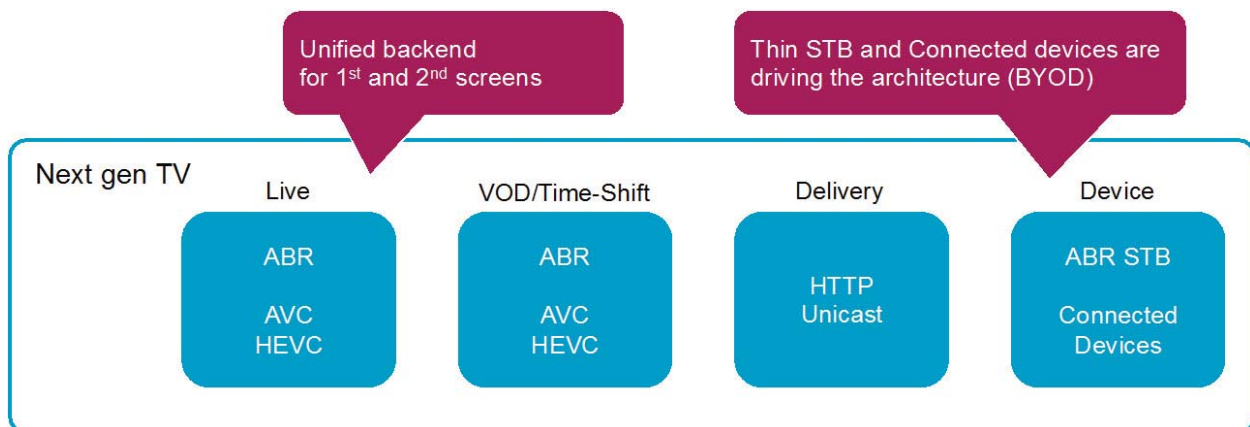 Unified backend
for 1st and 2nd screens
Thin STB and Connected devices are
driving the architecture (BYOD)
Next gen TV
Live
VOD/Time-Shift
Delivery
Device
ABR
AVC
HEVC
ABR
AVC
HEVC
HTTP
Unicast
ABR STB
Connected
Devices